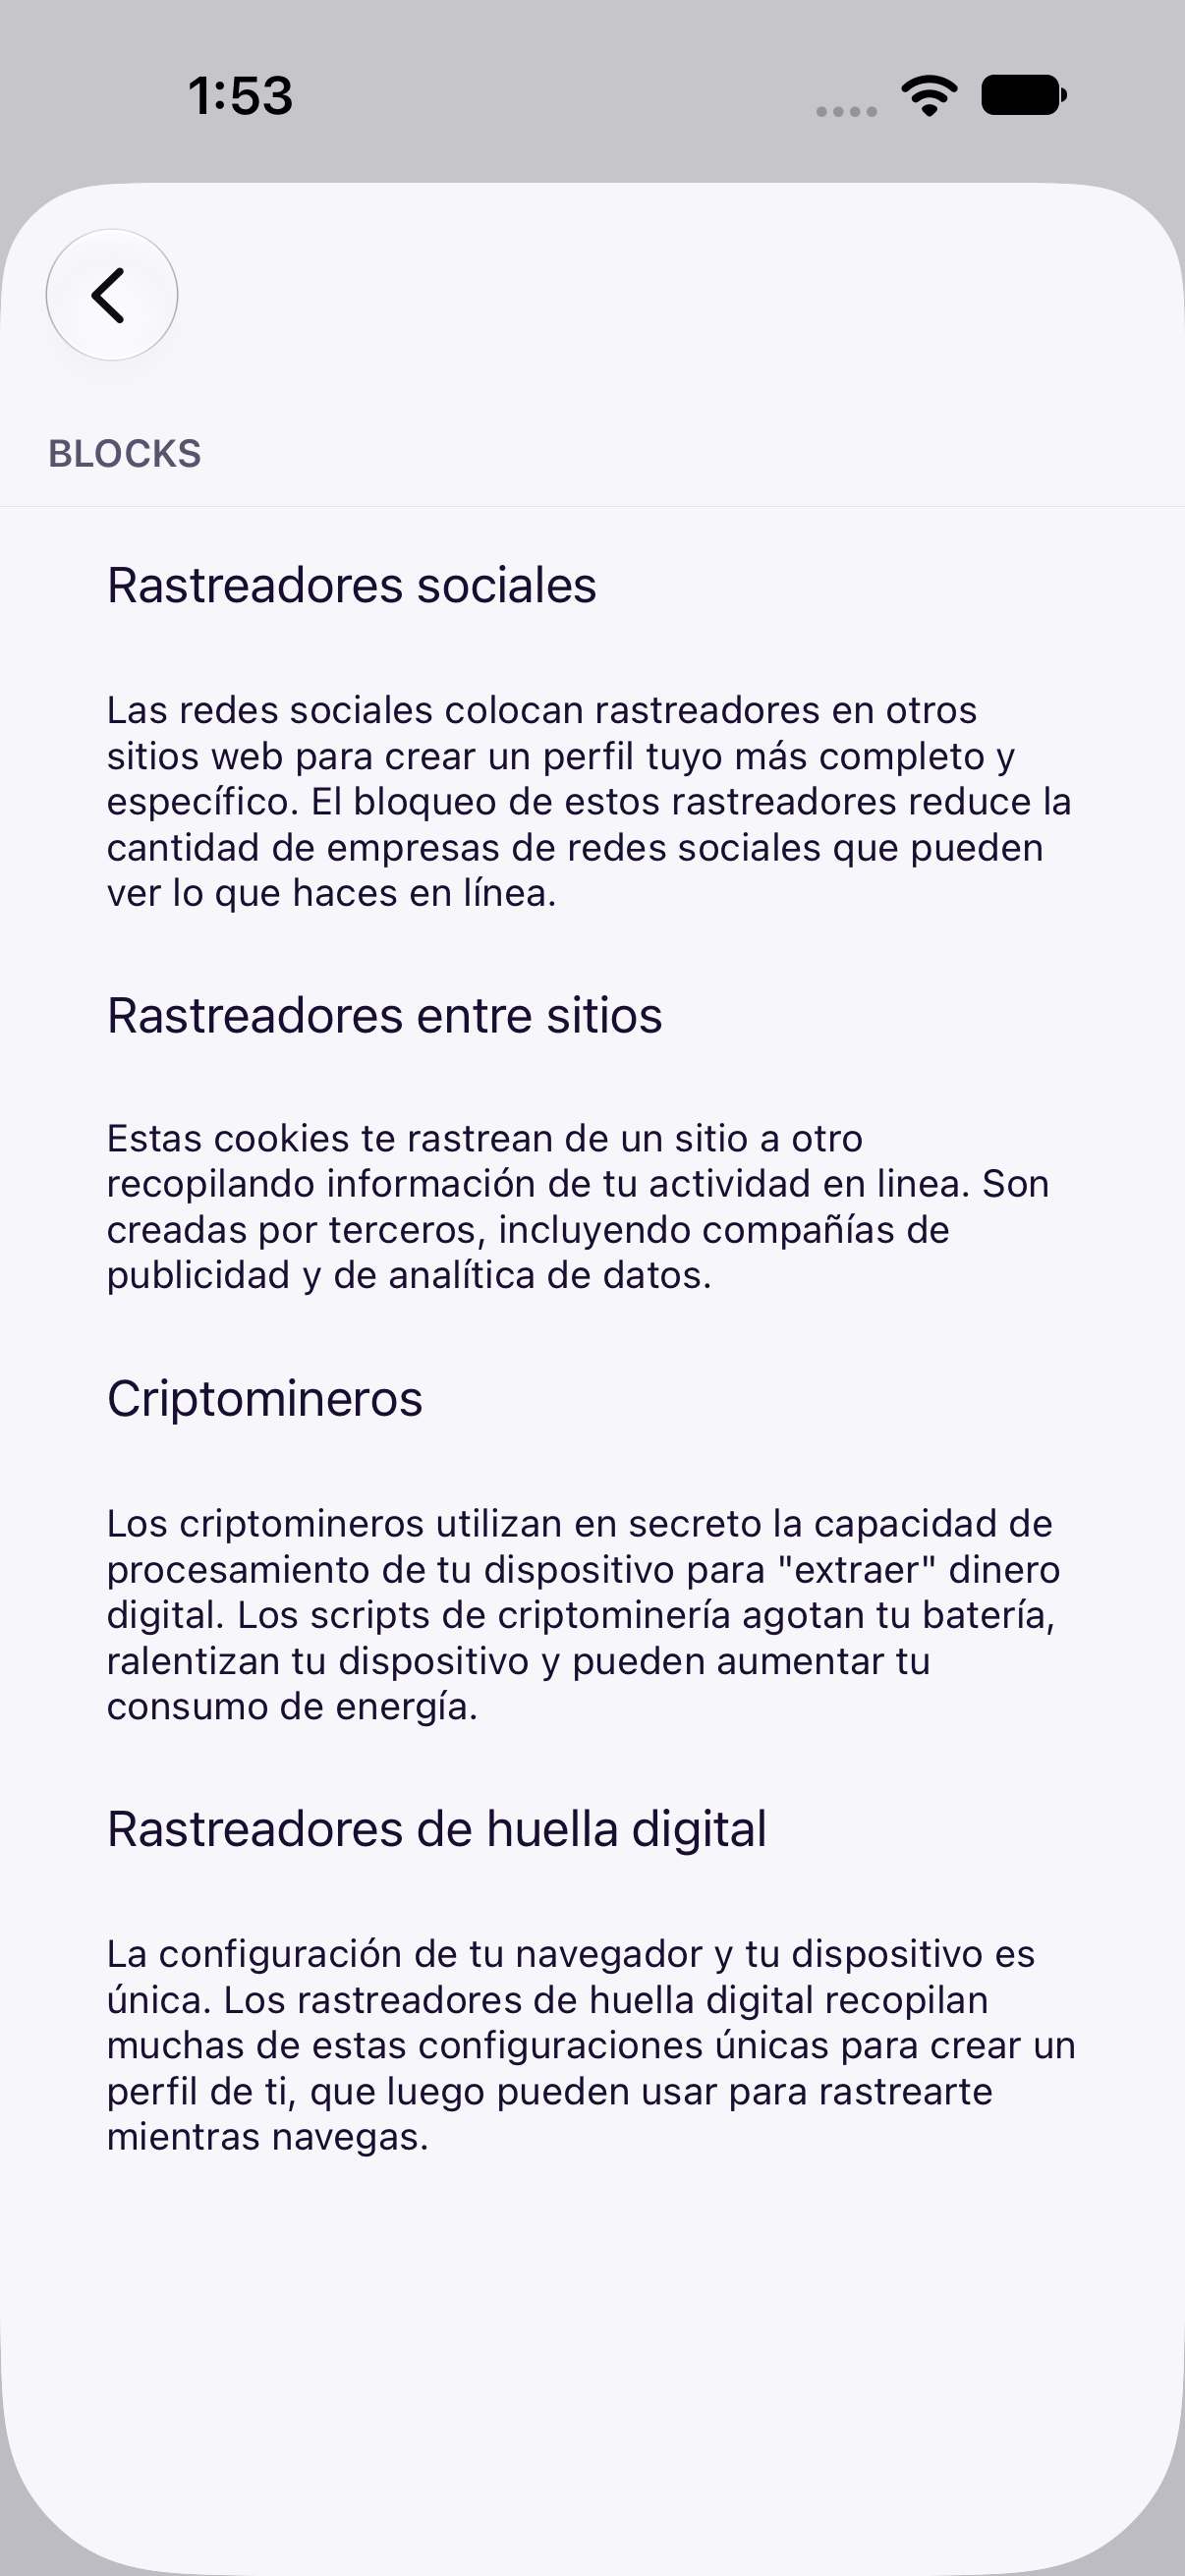 1:53
BLOCKS
Rastreadores sociales
Las redes sociales colocan rastreadores en otros
sitios web para crear un perfil tuyo más completo y
específico. El bloqueo de estos rastreadores reduce la
cantidad de empresas de redes sociales que pueden
ver lo que haces en línea.
Rastreadores entre sitios
Estas cookies te rastrean de un sitio a otro
recopilando información de tu actividad en linea. Son
creadas por terceros, incluyendo compañías de
publicidad y de analítica de datos.
Criptomineros
Los criptomineros utilizan en secreto la capacidad de
procesamiento de tu dispositivo para "extraer" dinero
digital. Los scripts de criptominería agotan tu batería,
ralentizan tu dispositivo y pueden aumentar tu
consumo de energía.
Rastreadores de huella digital
La configuración de tu navegador y tu dispositivo es
única. Los rastreadores de huella digital recopilan
muchas de estas configuraciones únicas para crear un
perfil de ti, que luego pueden usar para rastrearte
mientras navegas.